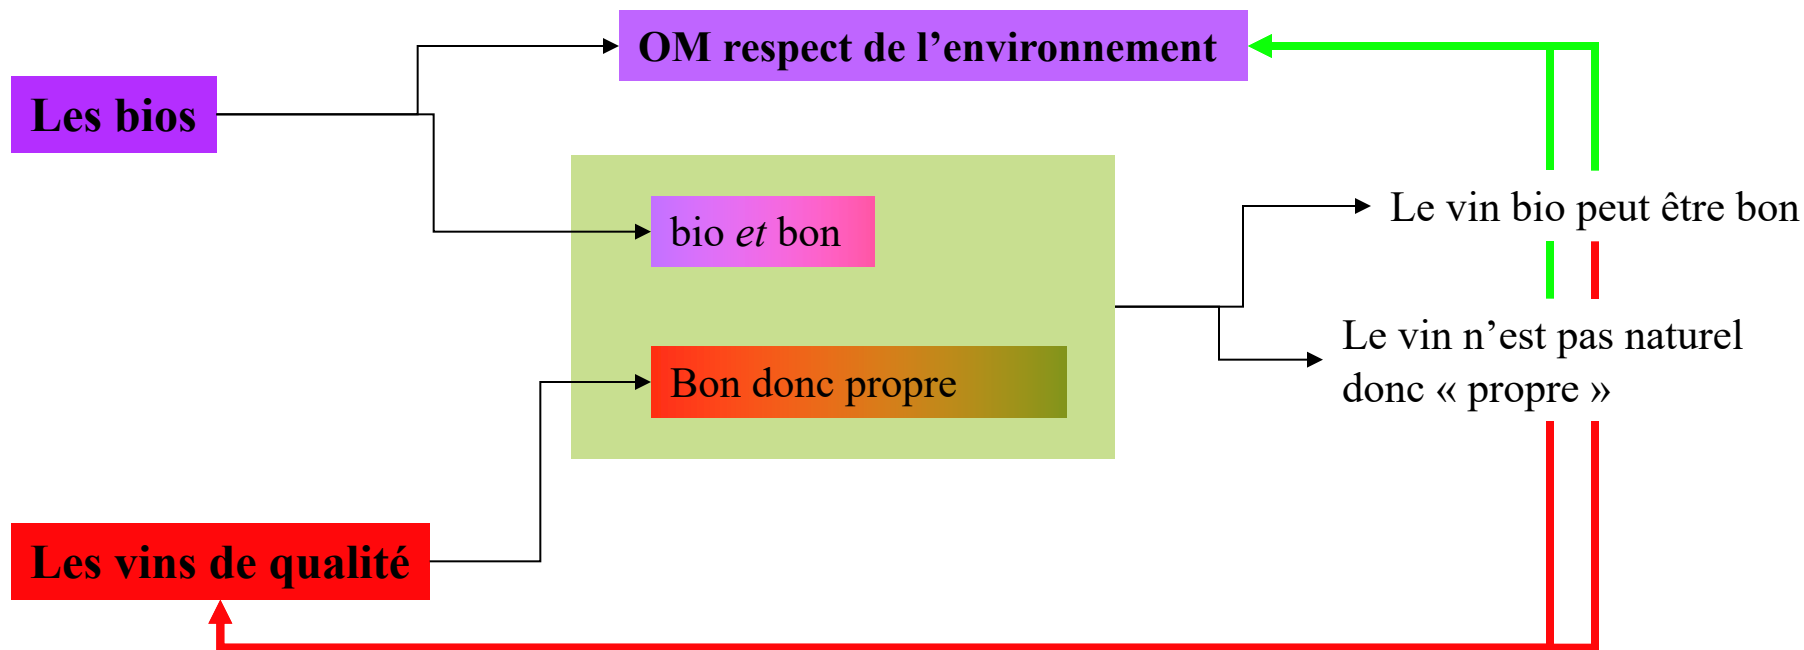 OM respect de l’environnement
Les bios
bio et bon
Le vin bio peut être bon
Le vin n’est pas naturel
donc « propre »
Bon donc propre
Les vins de qualité